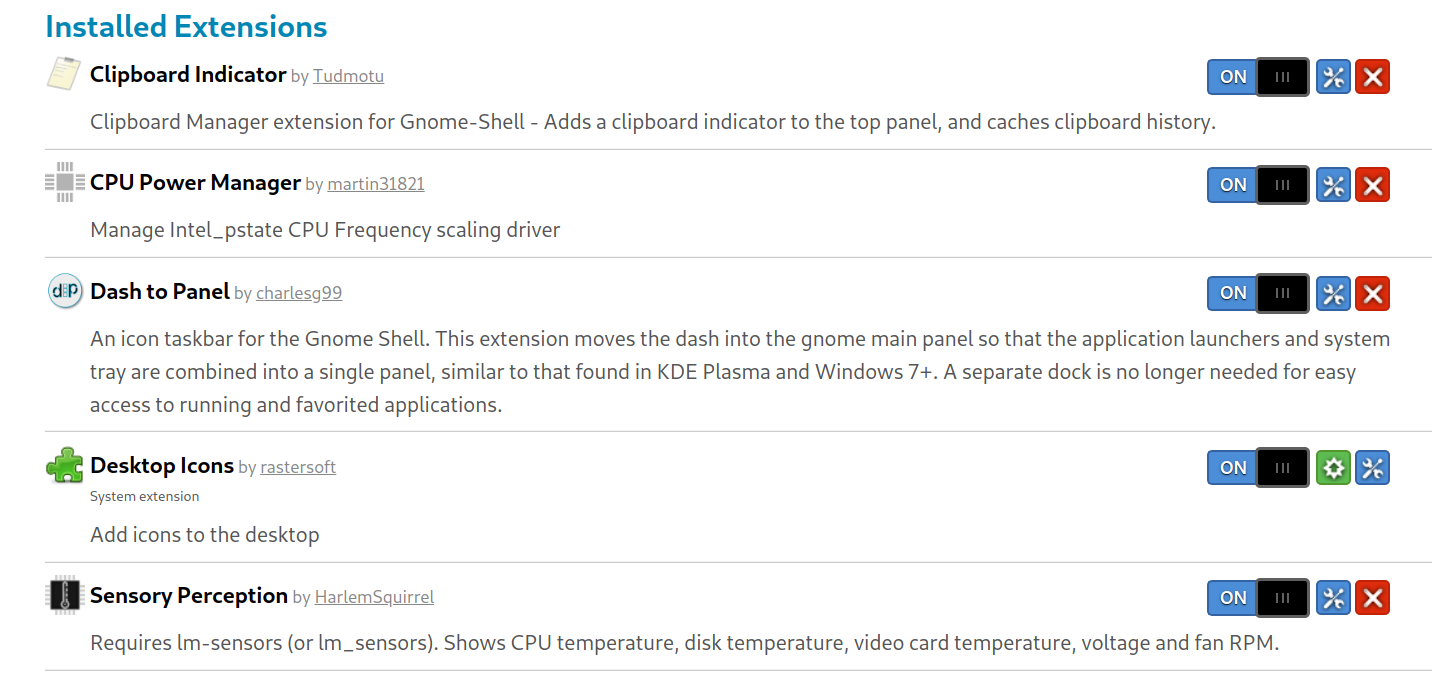 Installed Extensions
Clipboard Indicator by Tudmotu
ON
Clipboard Manager extension for Gnome-Shell - Adds a clipboard indicator to the top panel, and caches clipboard history.
CPU Power Manager by martin31821
ON
Manage Intel_pstate CPU Frequency scaling driver
d=p
Dash to Panel by charlesg99
ON
An icon taskbar for the Gnome Shell. This extension moves the dash into the gnome main panel so that the application launchers and system
tray are combined into a single panel, similar to that found in KDE Plasma and Windows 7+. A separate dock is no longer needed for easy
access to running and favorited applications.
Desktop Icons by rastersoft
ON
System extension
Add icons to the desktop
Sensory Perception by HarlemSquirrel
ON
Requires lm-sensors (or lm_sensors). Shows CPU temperature, disk temperature, video card temperature, voltage and fan RPM.